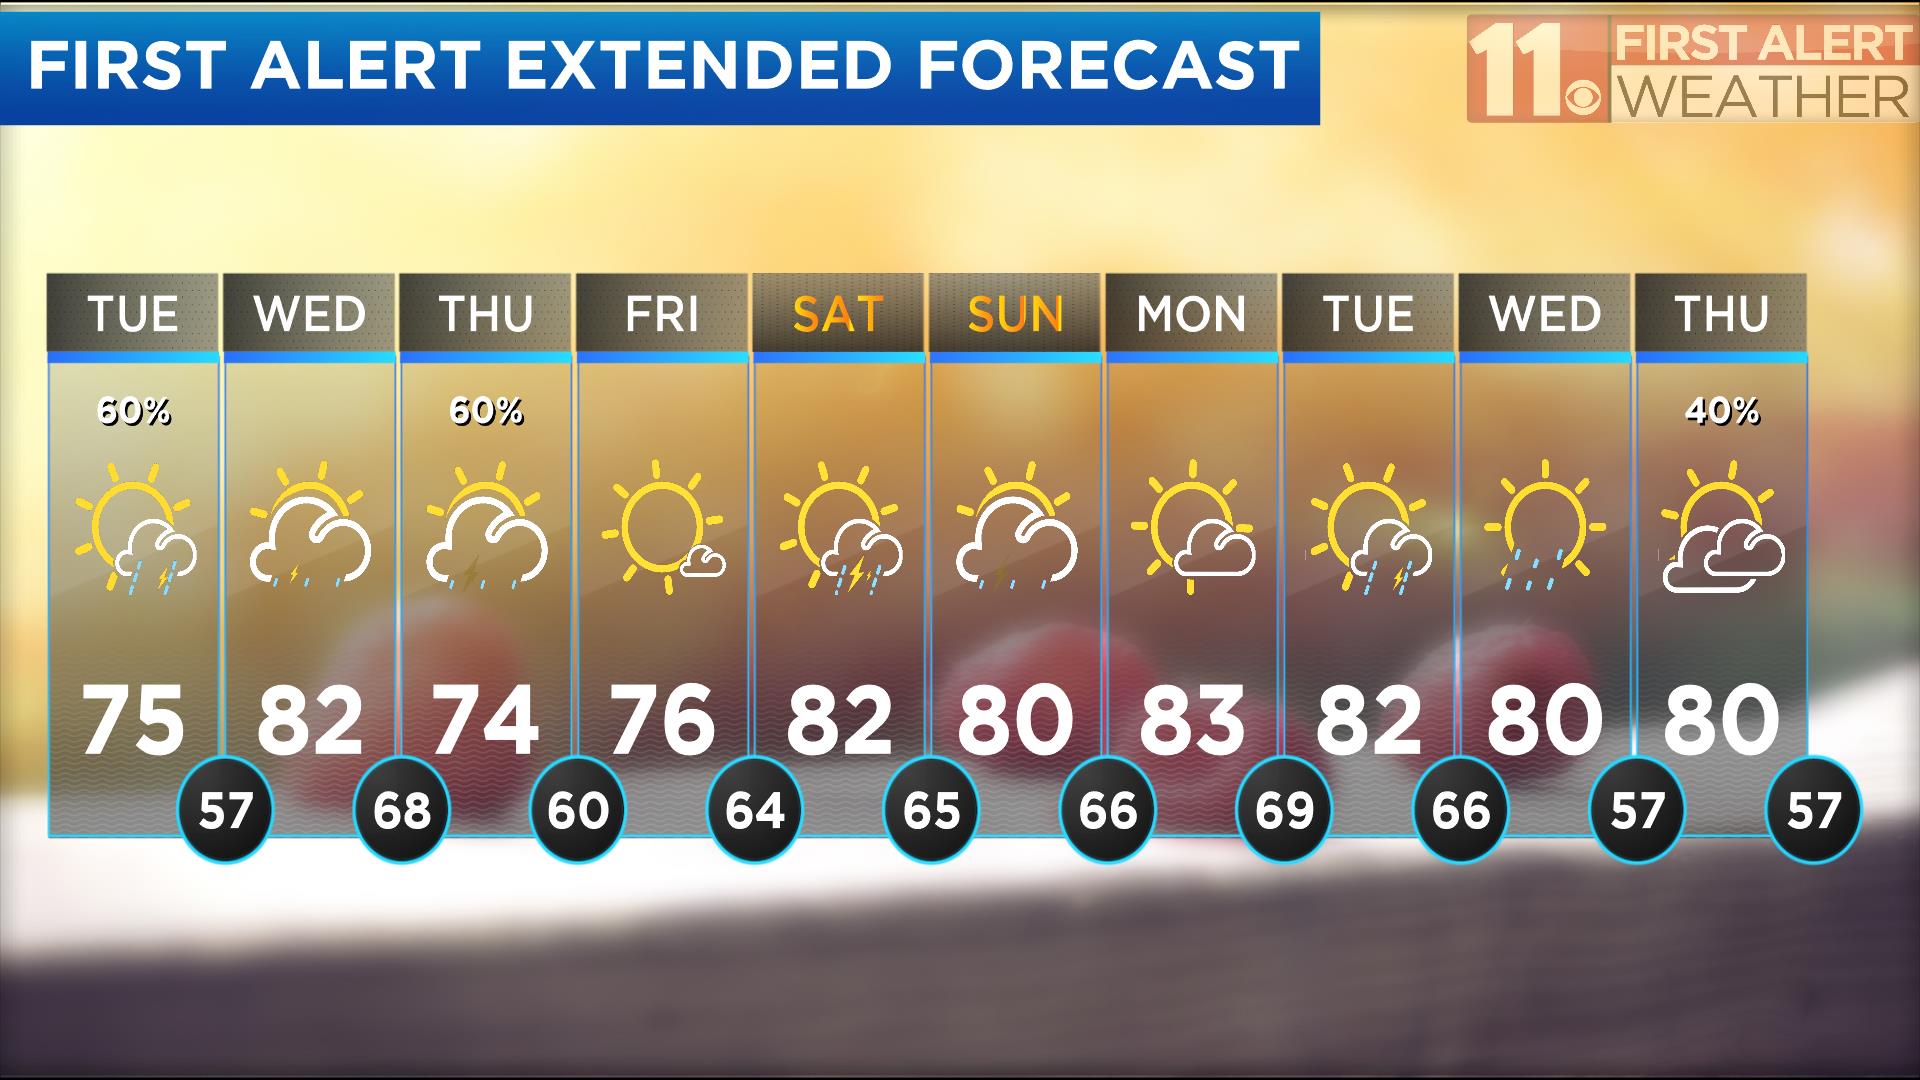 FIRST ALERT EXTENDED FORECAST
11 FIRST ALERT
WEATHER
TUE WED THU FRI SAT SUN MON TUE WED THU
60% 60% 40%
75 82 74 76 82 80 83 82 80 80
57 68 60 64 65 66 69 66 57 57